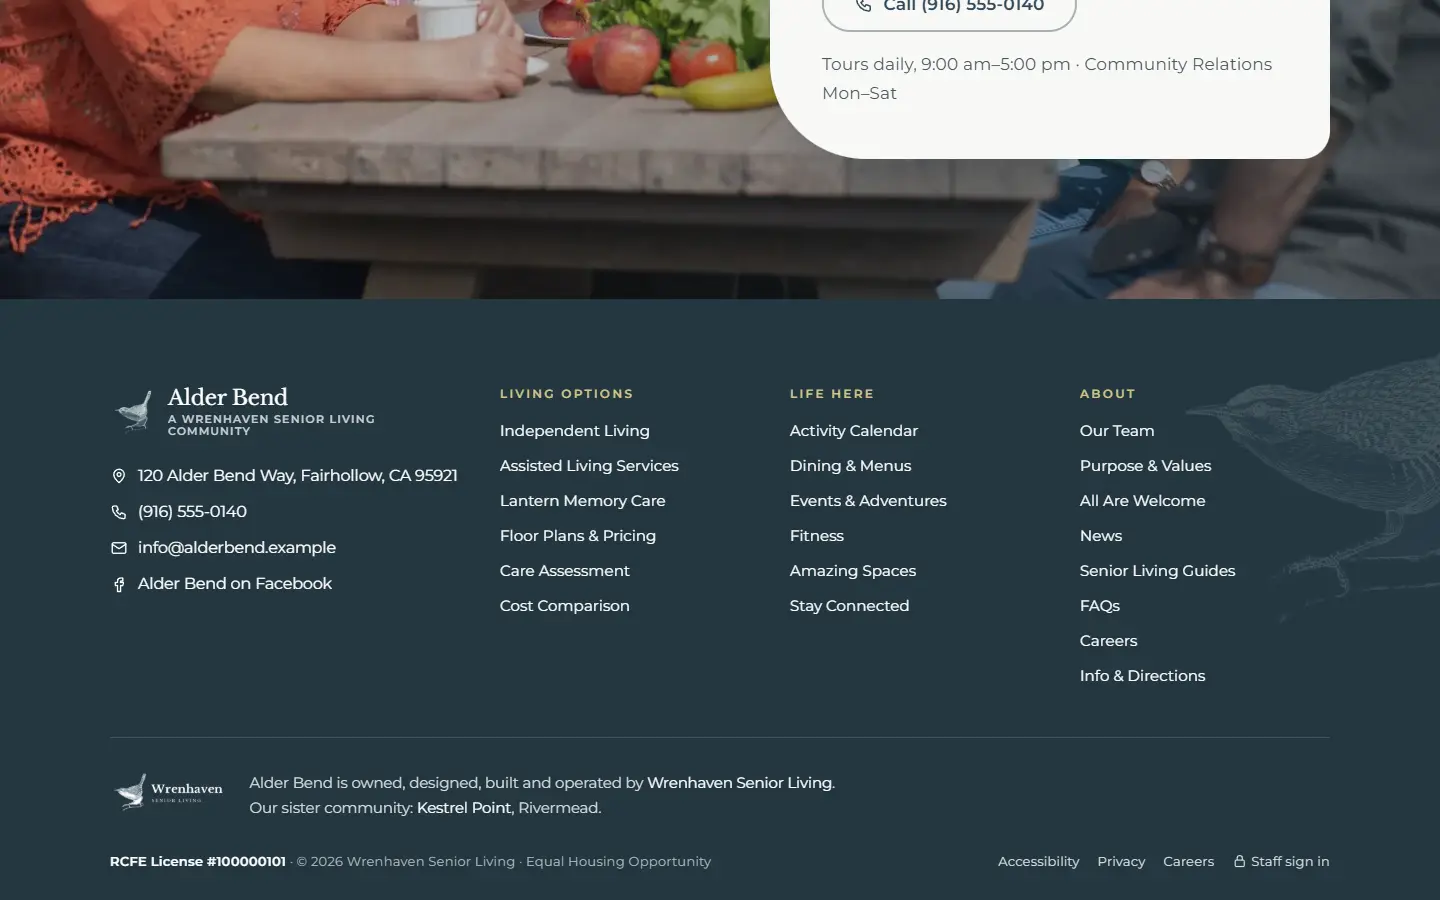 Call (916) 555-0140
Tours daily, 9:00 am–5:00 pm · Community Relations
Mon–Sat
Alder Bend
A WRENHAVEN SENIOR LIVING
COMMUNITY
120 Alder Bend Way, Fairhollow, CA 95921
(916) 555-0140
info@alderbend.example
Alder Bend on Facebook
LIVING OPTIONS
Independent Living
Assisted Living Services
Lantern Memory Care
Floor Plans & Pricing
Care Assessment
Cost Comparison
LIFE HERE
Activity Calendar
Dining & Menus
Events & Adventures
Fitness
Amazing Spaces
Stay Connected
ABOUT
Our Team
Purpose & Values
All Are Welcome
News
Senior Living Guides
FAQs
Careers
Info & Directions
Wrenhaven
SENIOR LIVING
Alder Bend is owned, designed, built and operated by Wrenhaven Senior Living.
Our sister community: Kestrel Point, Rivermead.
RCFE License #100000101 · © 2026 Wrenhaven Senior Living · Equal Housing Opportunity
Accessibility Privacy Careers Staff sign in